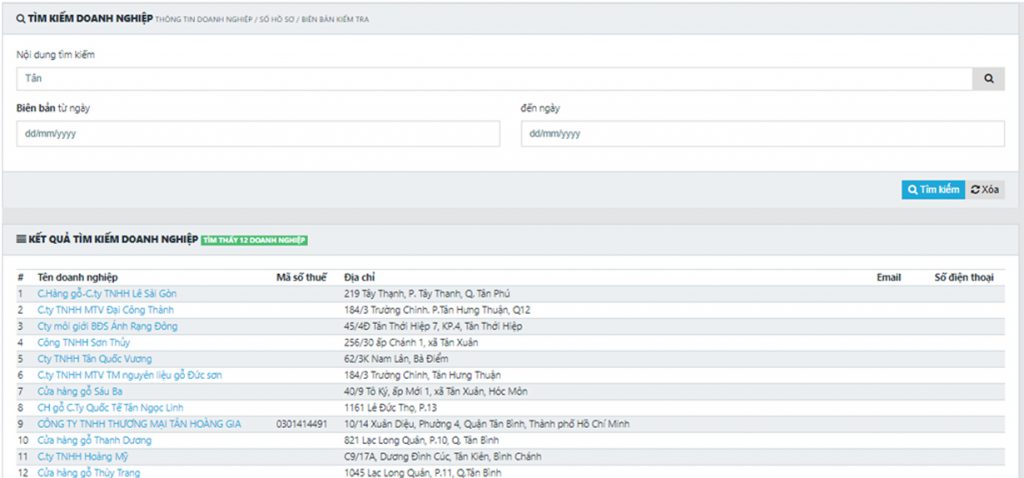 TÌM KIẾM DOANH NGHIỆP THÔNG TIN DOANH NGHIỆP / SỐ HỒ SƠ / BIÊN BẢN KIỂM TRA
Nội dung tìm kiếm
Tân
Biên bản từ ngày đến ngày
dd/mm/yyyy dd/mm/yyyy
Tìm kiếm Xóa
KẾT QUẢ TÌM KIẾM DOANH NGHIỆP TÌM THẤY 12 DOANH NGHIỆP
# Tên doanh nghiệp Mã số thuế Địa chỉ Email Số điện thoại
1 C.Hàng gỗ-C.ty TNHH Lê Sài Gòn 219 Tây Thạnh, P. Tây Thanh, Q. Tân Phú
2 C.ty TNHH MTV Đại Công Thành 184/3 Trường Chinh. P.Tân Hưng Thuận, Q12
3 Cty môi giới BĐS Ánh Rạng Đông 45/4Đ Tân Thới Hiệp 7, KP.4, Tân Thới Hiệp
4 Công TNHH Sơn Thủy 256/30 ấp Chánh 1, xã Tân Xuân
5 Cty TNHH Tân Quốc Vương 62/3K Nam Lân, Bà Điểm
6 C.ty TNHH MTV TM nguyên liệu gỗ Đức sơn 184/3 Trường Chinh, Tân Hưng Thuận
7 Cửa hàng gỗ Sáu Ba 40/9 Tô Ký, ấp Mới 1, xã Tân Xuân, Hóc Môn
8 CH gỗ C.Ty Quốc Tế Tân Ngọc Linh 1161 Lê Đức Thọ, P.13
9 CÔNG TY TNHH THƯƠNG MẠI TÂN HOÀNG GIA 0301414491 10/14 Xuân Diệu, Phường 4, Quận Tân Bình, Thành phố Hồ Chí Minh
10 Cửa hàng gỗ Thanh Dương 821 Lạc Long Quân, P.10, Q, Tân Bình
11 C.ty TNHH Hoàng Mỹ C9/17A, Dương Đình Cúc, Tân Kiên, Bình Chánh
12 Cửa hàng gỗ Thùy Trang 1045 Lạc Long Quân, P.11, Q.Tân Bình